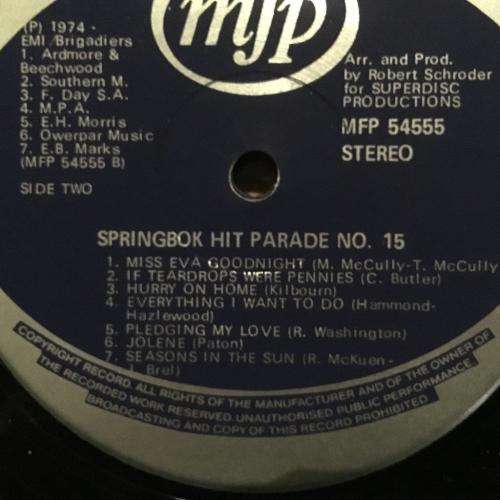 mfp
(P) 1974 -
EMI /Brigadiers
1. Ardmore &
Beechwood
2. Southern M.
3. F. Day S.A.
4. M.P.A.
5. E.H. Morris
6. Owerpar Music
7. E.B. Marks
(MFP 54555 B)
SIDE TWO
Arr. and Prod.
by Robert Schroder
for SUPERDISC
PRODUCTIONS
MFP 54555
STEREO
SPRINGBOK HIT PARADE NO. 15
1. MISS EVA GOODNIGHT (M. McCully-T. McCully
2. IF TEARDROPS WERE PENNIES (C. Butler)
3. HURRY ON HOME (Kilbourn)
4. EVERYTHING I WANT TO DO (Hammond-
Hazlewood)
5. PLEDGING MY LOVE (R. Washington)
6. JOLENE (Paton)
7. SEASONS IN THE SUN (R. McKuen-
J. Brel)
COPYRIGHT RECORD. ALL RIGHTS OF THE MANUFACTURER AND OF THE OWNER OF
THE RECORDED WORK RESERVED. UNAUTHORISED PUBLIC PERFORMANCE
BROADCASTING AND COPY OF THIS RECORD PROHIBITED